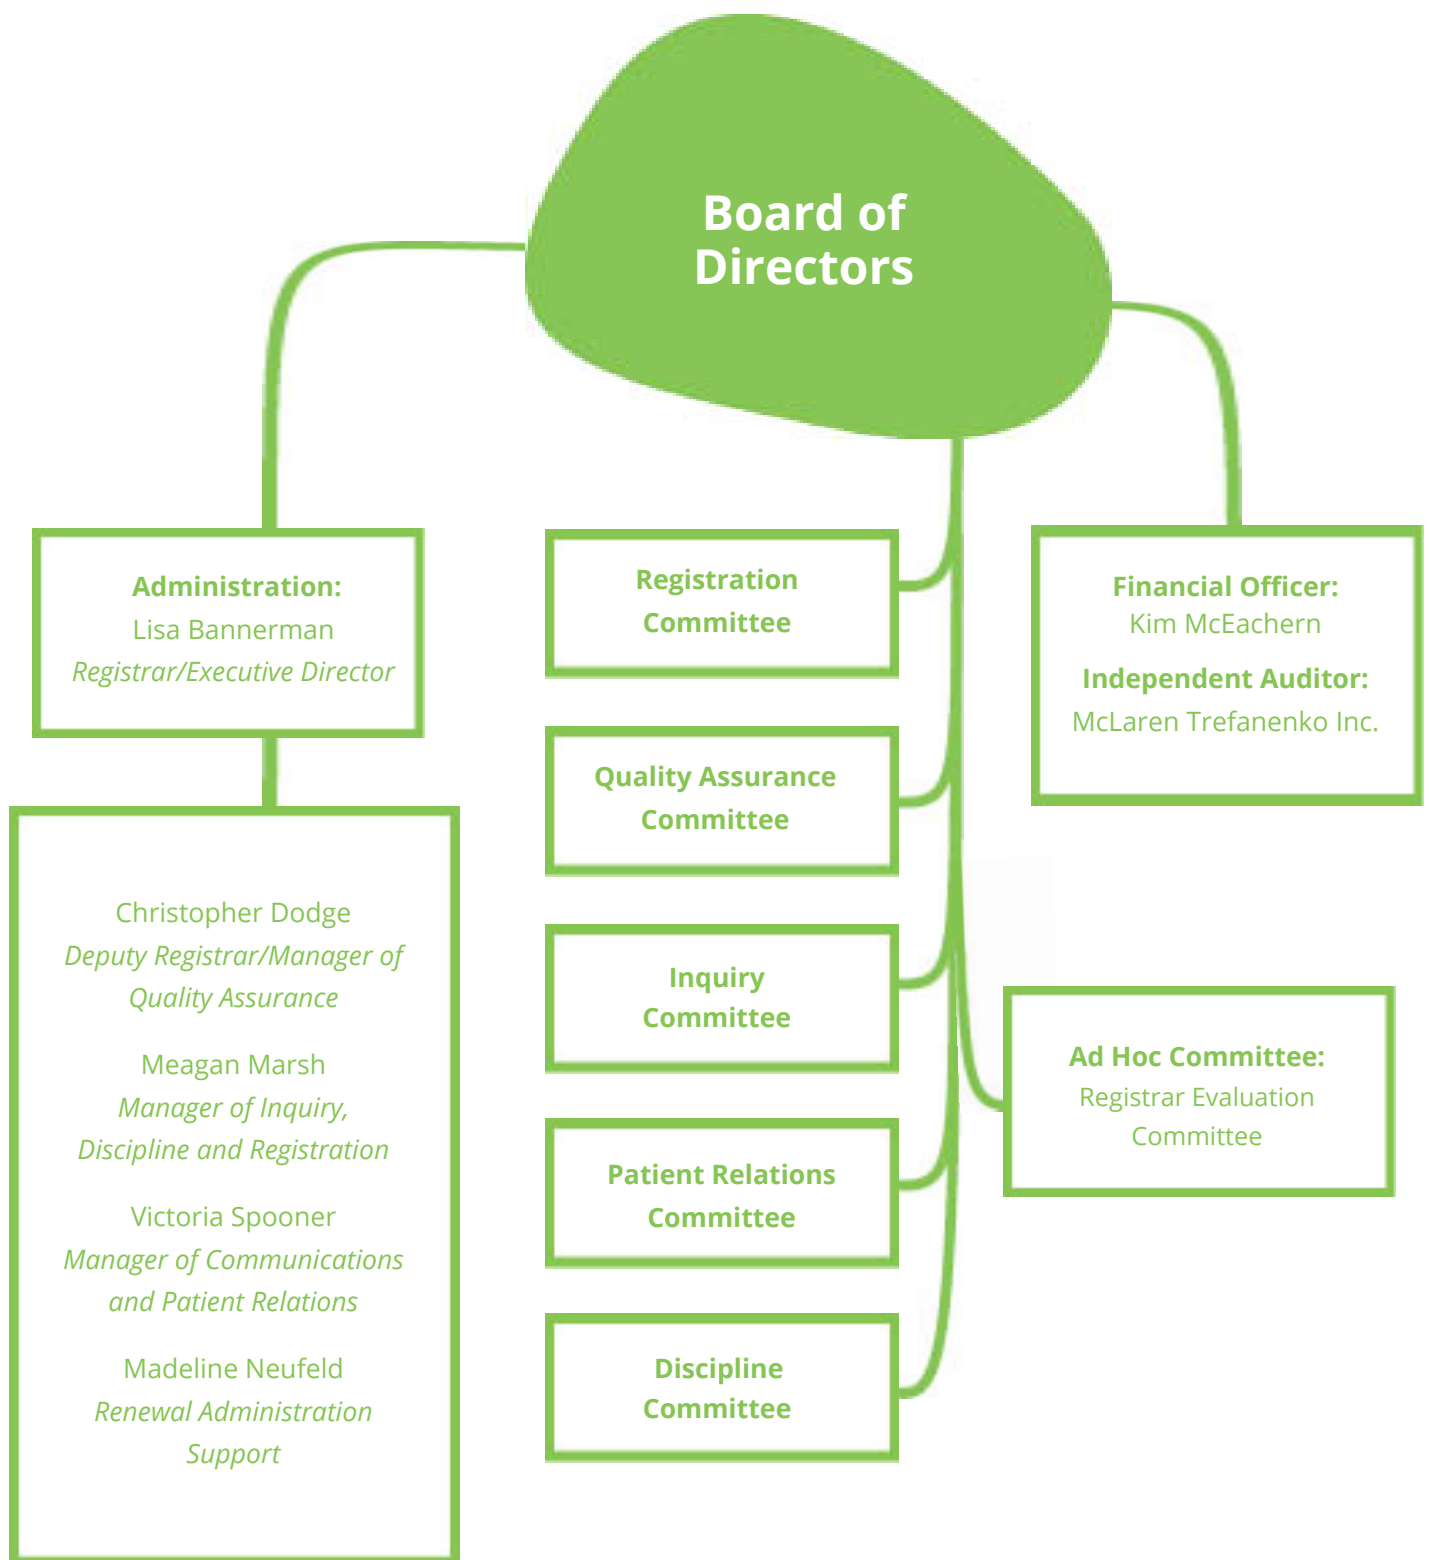 Board of
Directors
Administration:
Lisa Bannerman
Registrar/Executive Director
Christopher Dodge
Deputy Registrar/Manager of
Quality Assurance
Meagan Marsh
Manager of Inquiry,
Discipline and Registration
Victoria Spooner
Manager of Communications
and Patient Relations
Madeline Neufeld
Renewal Administration
Support
Registration
Committee
Quality Assurance
Committee
Inquiry
Committee
Patient Relations
Committee
Discipline
Committee
Financial Officer:
Kim McEachern
Independent Auditor:
McLaren Trefanenko Inc.
Ad Hoc Committee:
Registrar Evaluation
Committee